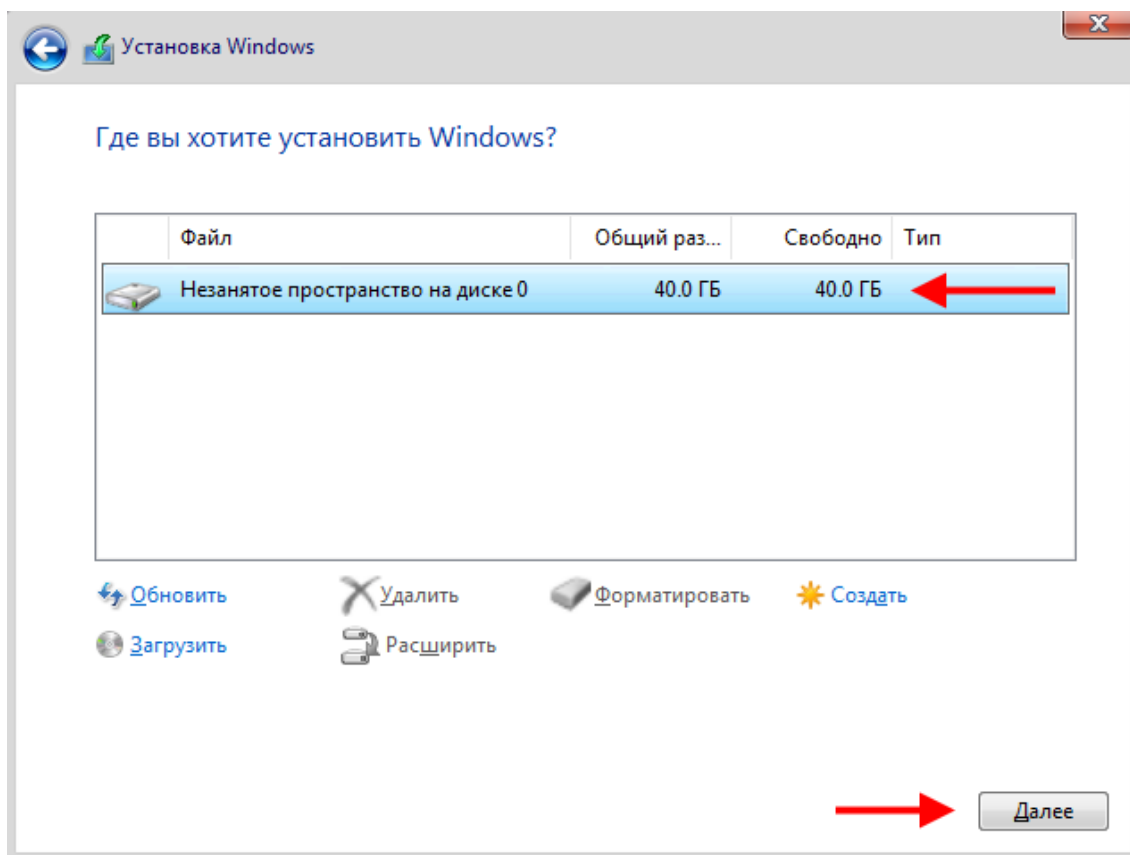 Установка Windows
Где вы хотите установить Windows?
Файл Общий раз... Свободно Тип
Незанятое пространство на диске 0 40.0 ГБ 40.0 ГБ
Обновить Удалить Форматировать Создать
Загрузить Расширить
Далее